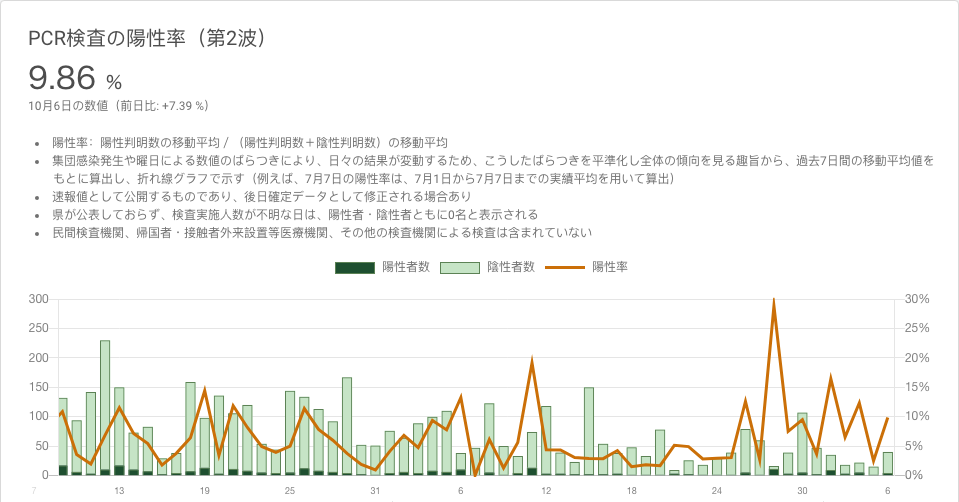 PCR検査の陽性率（第2波）
9.86 %
10月6日の数値（前日比: +7.39 %）
• 陽性率：陽性判明数の移動平均 / （陽性判明数＋陰性判明数）の移動平均
• 集団感染発生や曜日による数値のばらつきにより、日々の結果が変動するため、こうしたばらつきを平準化し全体の傾向を見る趣旨から、過去7日間の移動平均値を
もとに算出し、折れ線グラフで示す（例えば、7月7日の陽性率は、7月1日から7月7日までの実績平均を用いて算出）
• 速報値として公開するものであり、後日確定データとして修正される場合あり
• 県が公表しておらず、検査実施人数が不明な日は、陽性者・陰性者ともに0名と表示される
• 民間検査機関、帰国者・接触者外来設置等医療機関、その他の検査機関による検査は含まれていない
陽性者数 陰性者数 陽性率
300 30%
250 25%
200 20%
150 15%
100 10%
50 5%
0 0%
7 13 19 25 31 6 12 18 24 30 6